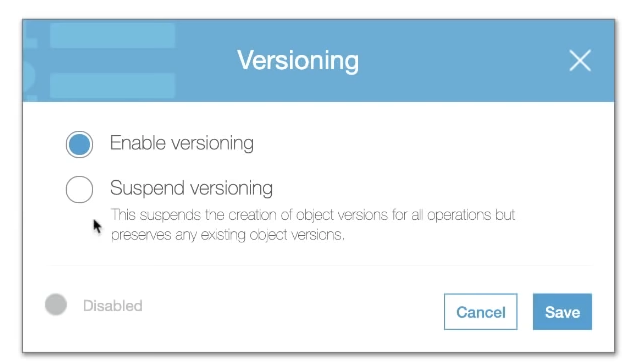 Versioning
Enable versioning
Suspend versioning
This suspends the creation of object versions for all operations but
preserves any existing object versions.
Disabled
Cancel
Save